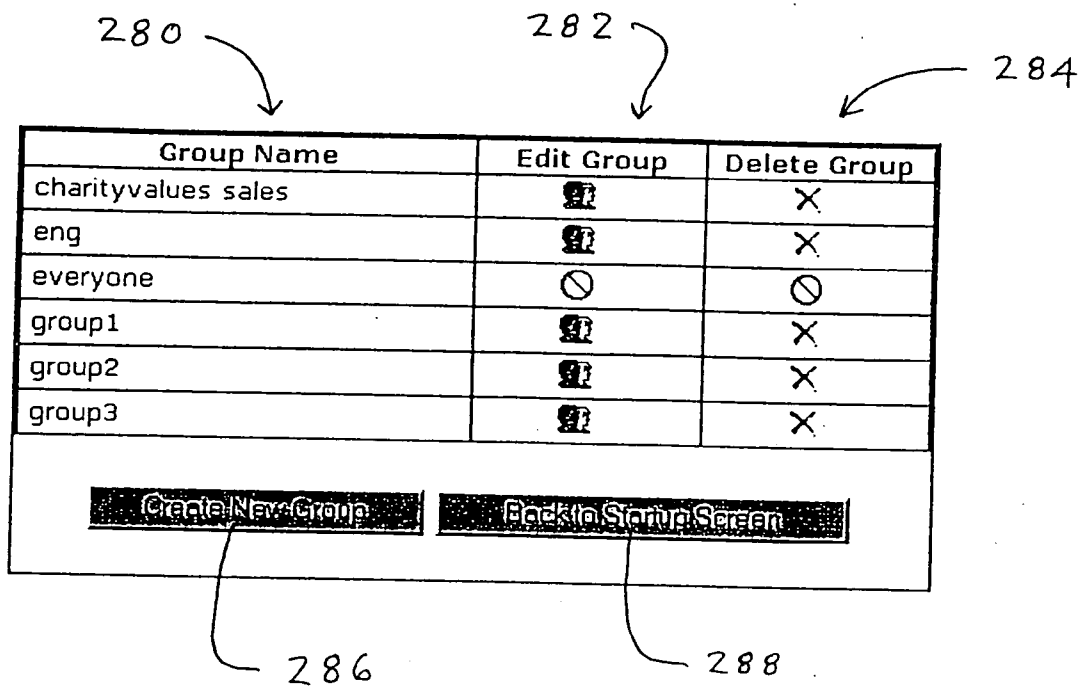 280 282 284
Group Name Edit Group Delete Group
charityvalues sales
eng
everyone
group1
group2
group3
Create New Group Back to Startup Screen
286 288